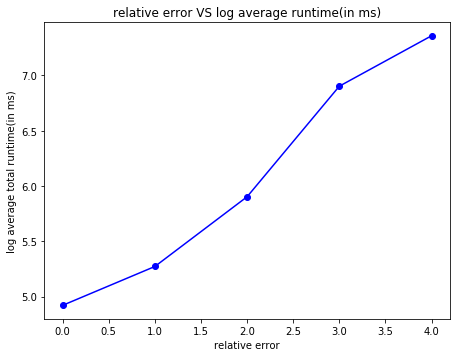 relative error VS log average runtime(in ms)
log average total runtime(in ms)
7.0
6.5
6.0
5.5
5.0
0.0 0.5 1.0 1.5 2.0 2.5 3.0 3.5 4.0
relative error